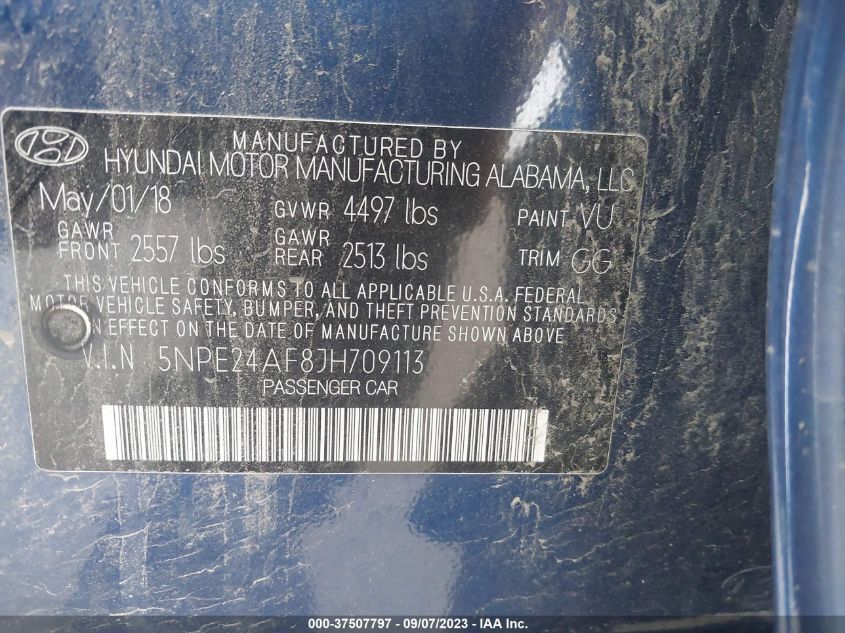 MANUFACTURED BY
HYUNDAI MOTOR MANUFACTURING ALABAMA, LLC
May/01/18 GVWR 4497 lbs PAINT VU
GAWR FRONT 2557 lbs GAWR REAR 2513 lbs TRIM GG
THIS VEHICLE CONFORMS TO ALL APPLICABLE U.S.A. FEDERAL
MOTOR VEHICLE SAFETY, BUMPER, AND THEFT PREVENTION STANDARDS
IN EFFECT ON THE DATE OF MANUFACTURE SHOWN ABOVE.
V.I.N 5NPE24AF8JH709113
PASSENGER CAR
000-37507797 - 09/07/2023 - IAA Inc.